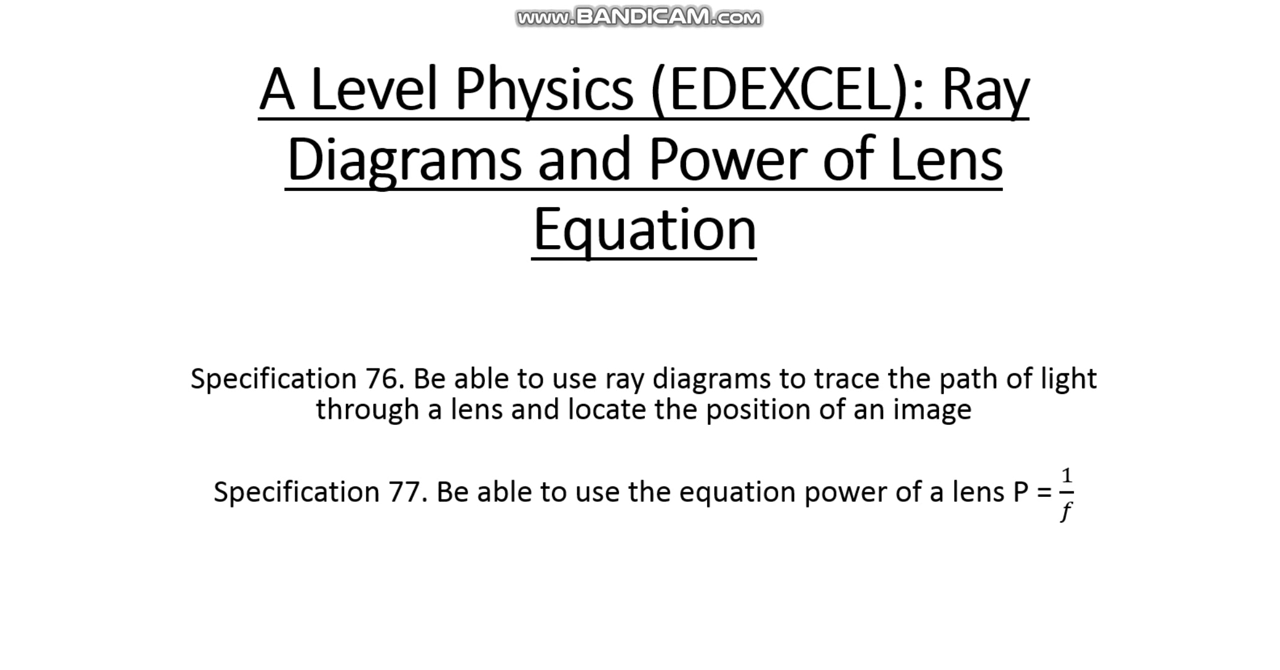 www.BANDICAM.com
A Level Physics (EDEXCEL): Ray
Diagrams and Power of Lens
Equation
Specification 76. Be able to use ray diagrams to trace the path of light
through a lens and locate the position of an image
Specification 77. Be able to use the equation power of a lens P = 1/f